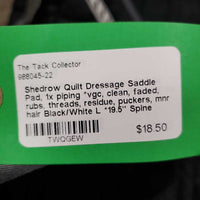 The Tack Collector
988045-22
Shedrow Quilt Dressage Saddle
Pad, 1x piping *vgc, clean, faded,
rubs, threads, residue, puckers, mnr
hair Black/White L *19.5" Spine
$18.50
TWQGEW